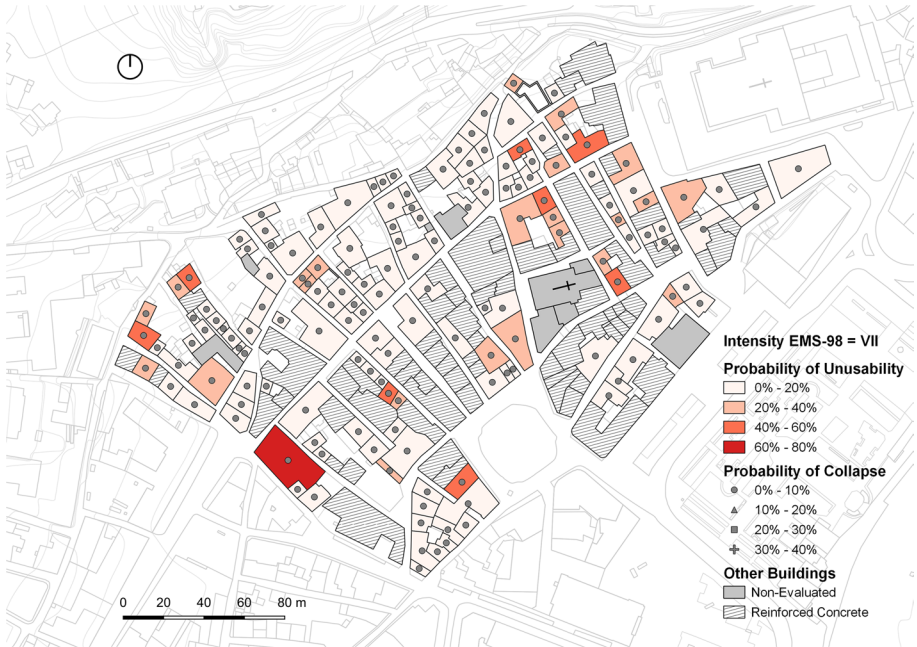 Intensity EMS-98 = VII
Probability of Unusability
0% - 20%
20% - 40%
40% - 60%
60% - 80%
Probability of Collapse
0% - 10%
10% - 20%
20% - 30%
30% - 40%
Other Buildings
Non-Evaluated
Reinforced Concrete
0 20 40 60 80 m